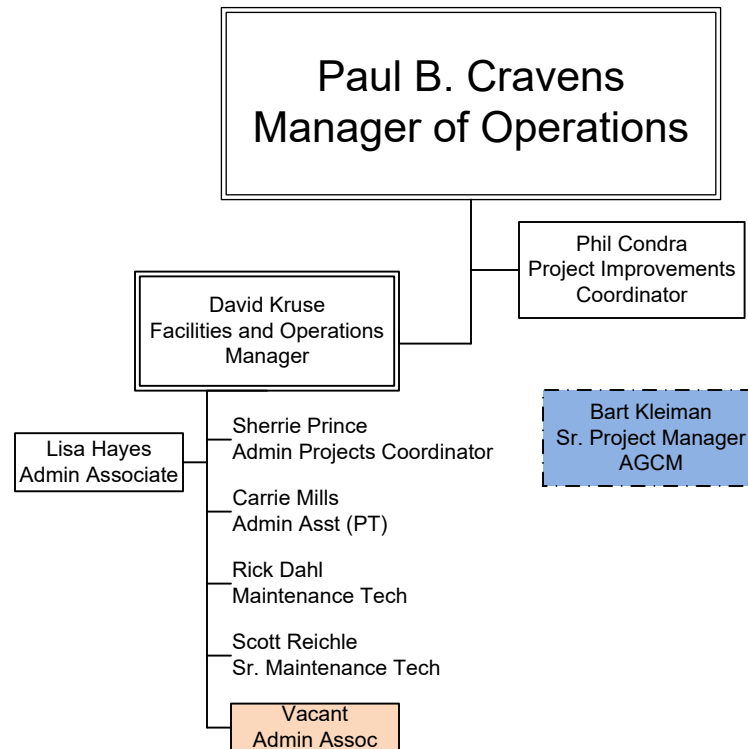 Paul B. Cravens
Manager of Operations
Phil Condra
Project Improvements
Coordinator
David Kruse
Facilities and Operations
Manager
Bart Kleiman
Sr. Project Manager
AGCM
Lisa Hayes
Admin Associate
Sherrie Prince
Admin Projects Coordinator
Carrie Mills
Admin Asst (PT)
Rick Dahl
Maintenance Tech
Scott Reichle
Sr. Maintenance Tech
Vacant
Admin Assoc